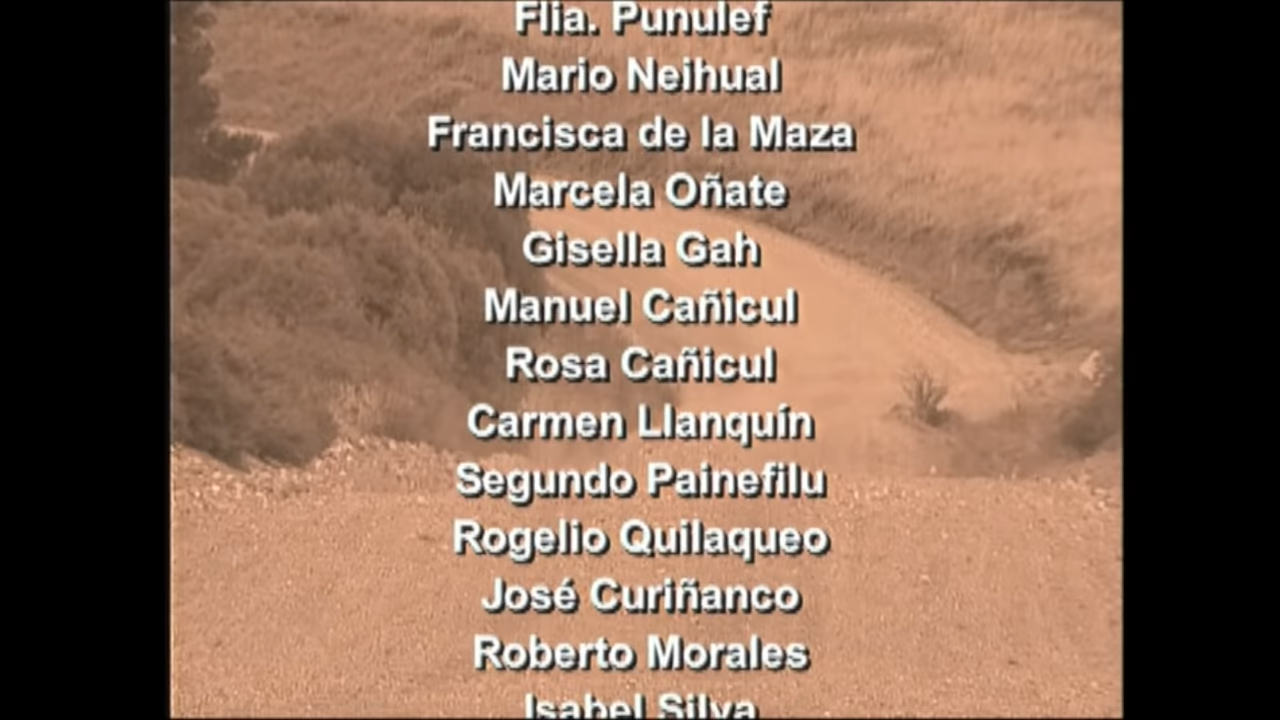 Flia. Punulef
Mario Neihual
Francisca de la Maza
Marcela Oñate
Gisella Gah
Manuel Cañicul
Rosa Cañicul
Carmen Llanquín
Segundo Painefilu
Rogelio Quilaqueo
José Curiñanco
Roberto Morales
Isabel Silva